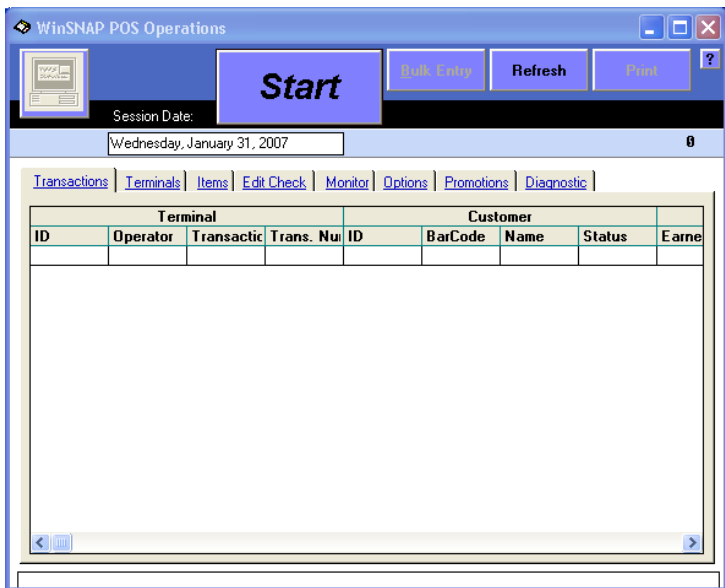 WinSNAP POS Operations
Start
Bulk Entry
Refresh
Print
?
Session Date:
Wednesday, January 31, 2007
0
Transactions Terminals Items Edit Check Monitor Options Promotions Diagnostic
Terminal Customer
ID Operator Transactic Trans. Nu ID BarCode Name Status Earne